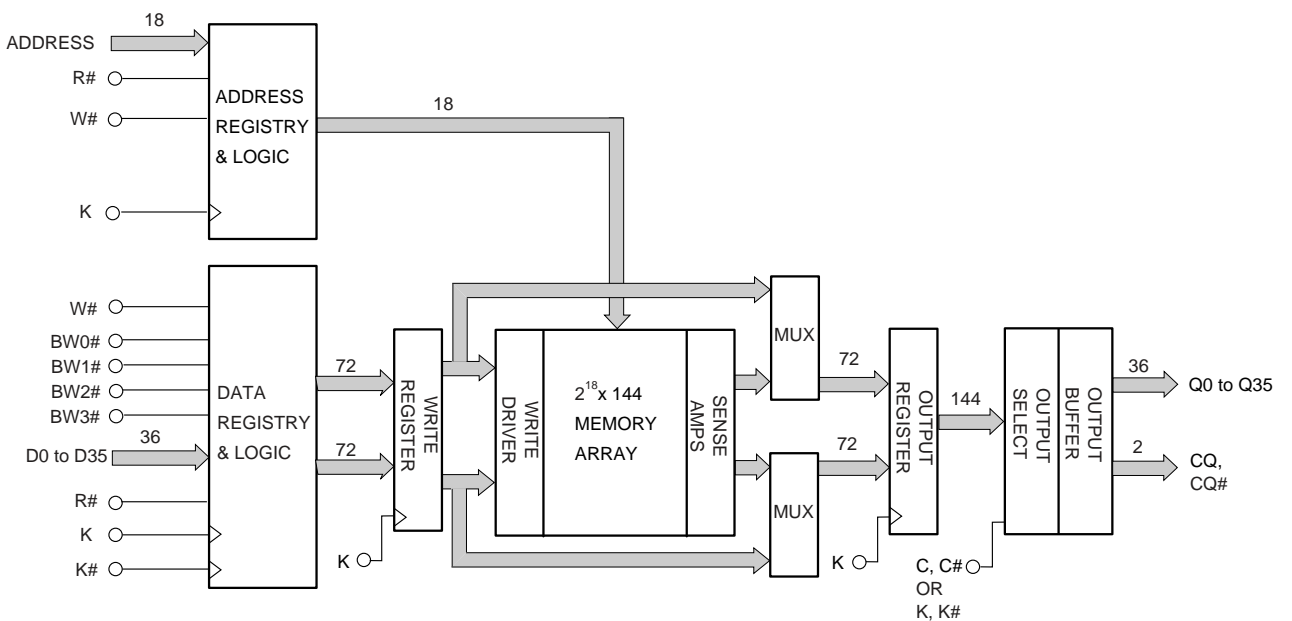 18
ADDRESS
R#
W#
K
ADDRESS
REGISTRY
& LOGIC
18
W#
BW0#
BW1#
BW2#
BW3#
36
D0 to D35
R#
K
K#
DATA
REGISTRY
& LOGIC
72
72
WRITE
REGISTER
K
WRITE
DRIVER
2^18 x 144
MEMORY
ARRAY
SENSE
AMPS
MUX
MUX
72
72
OUTPUT
REGISTER
K
144
OUTPUT
SELECT
OUTPUT
BUFFER
C, C#
OR
K, K#
36
Q0 to Q35
2
CQ,
CQ#